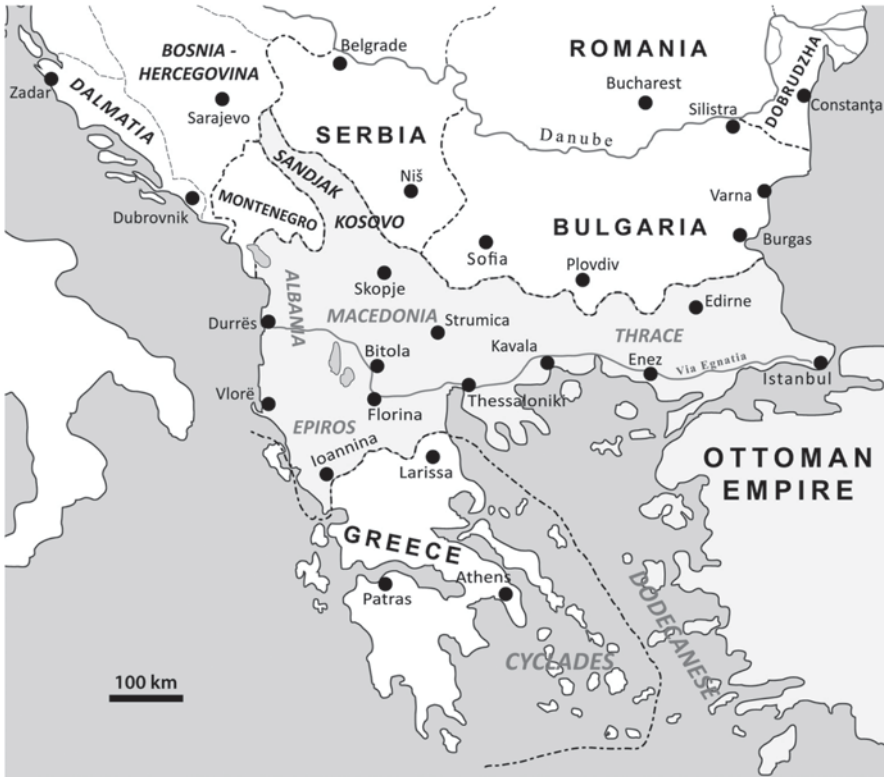 BOSNIA -
HERCEGOVINA
Belgrade
ROMANIA
DOBRUDZHA
Zadar
DALMATIA
Sarajevo
Bucharest
Silistra
Constanţa
SERBIA
Danube
SANDJAK
Niš
MONTENEGRO
KOSOVO
Varna
Dubrovnik
BULGARIA
Burgas
Sofia
Plovdiv
ALBANIA
Skopje
Edirne
MACEDONIA
Durrës
Strumica
THRACE
Bitola
Kavala
Enez
Via Egnatia
Istanbul
Vlorë
Florina
Thessaloniki
EPIROS
Ioannina
Larissa
OTTOMAN
EMPIRE
GREECE
Athens
Patras
DODECANESE
CYCLADES
100 km